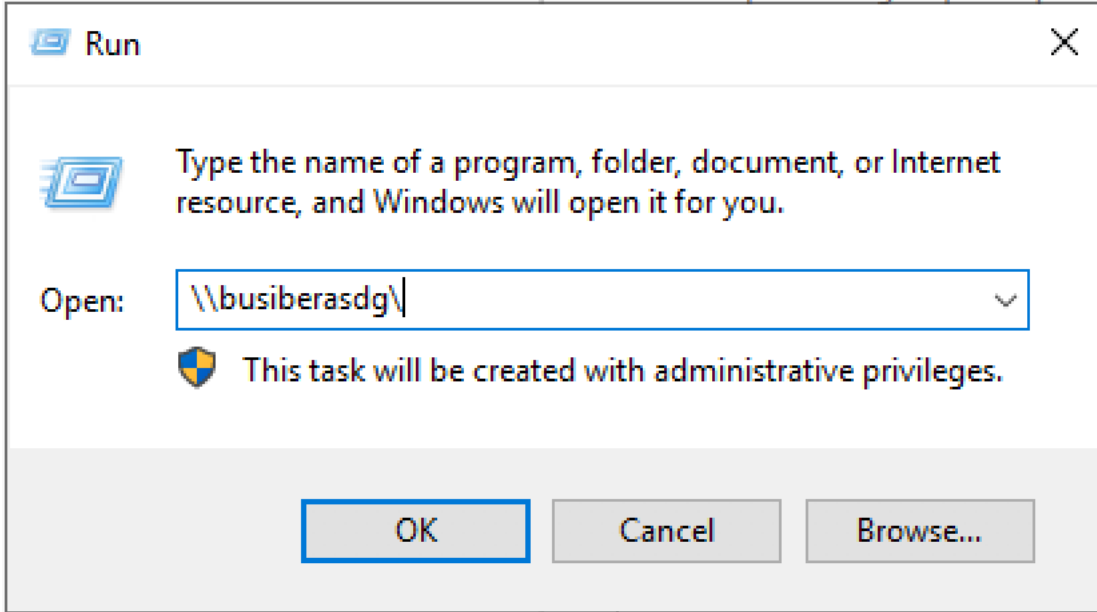 Run
Type the name of a program, folder, document, or Internet
resource, and Windows will open it for you.
Open: \\busiberasdg\
This task will be created with administrative privileges.
OK Cancel Browse...